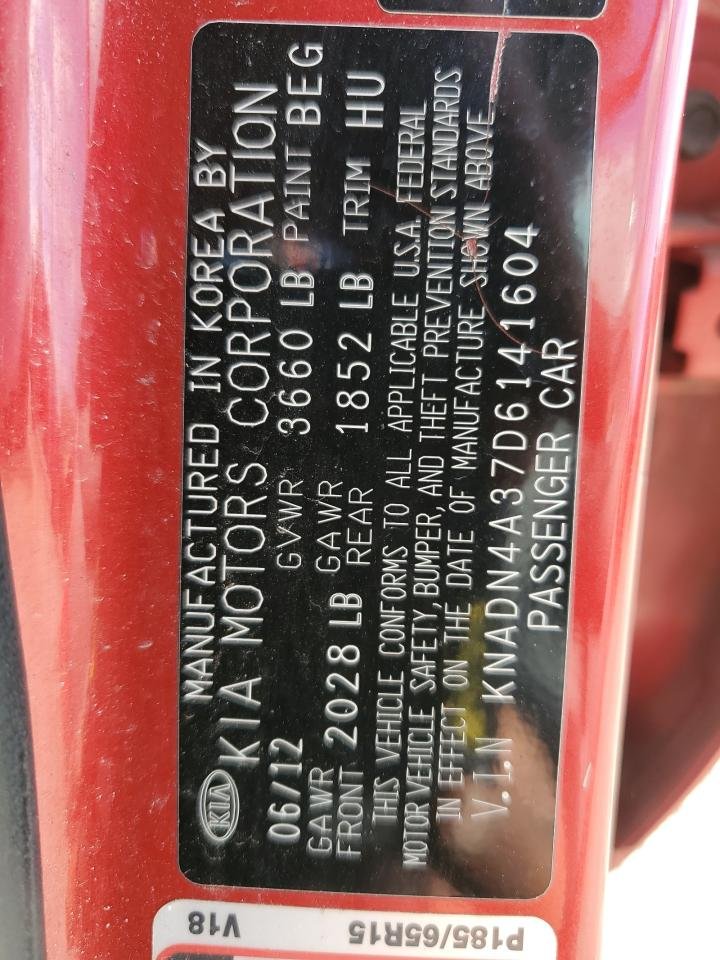 KIA
MANUFACTURED IN KOREA BY
KIA MOTORS CORPORATION
06/12 GVWR 3660 LB PAINT BEG
GAWR FRONT 2028 LB GAWR REAR 1852 LB TRIM HU
THIS VEHICLE CONFORMS TO ALL APPLICABLE U.S.A. FEDERAL
MOTOR VEHICLE SAFETY, BUMPER, AND THEFT PREVENTION STANDARDS
IN EFFECT ON THE DATE OF MANUFACTURE SHOWN ABOVE
V.I.N KNADN4A37D6141604
PASSENGER CAR
P185/65R15
V18